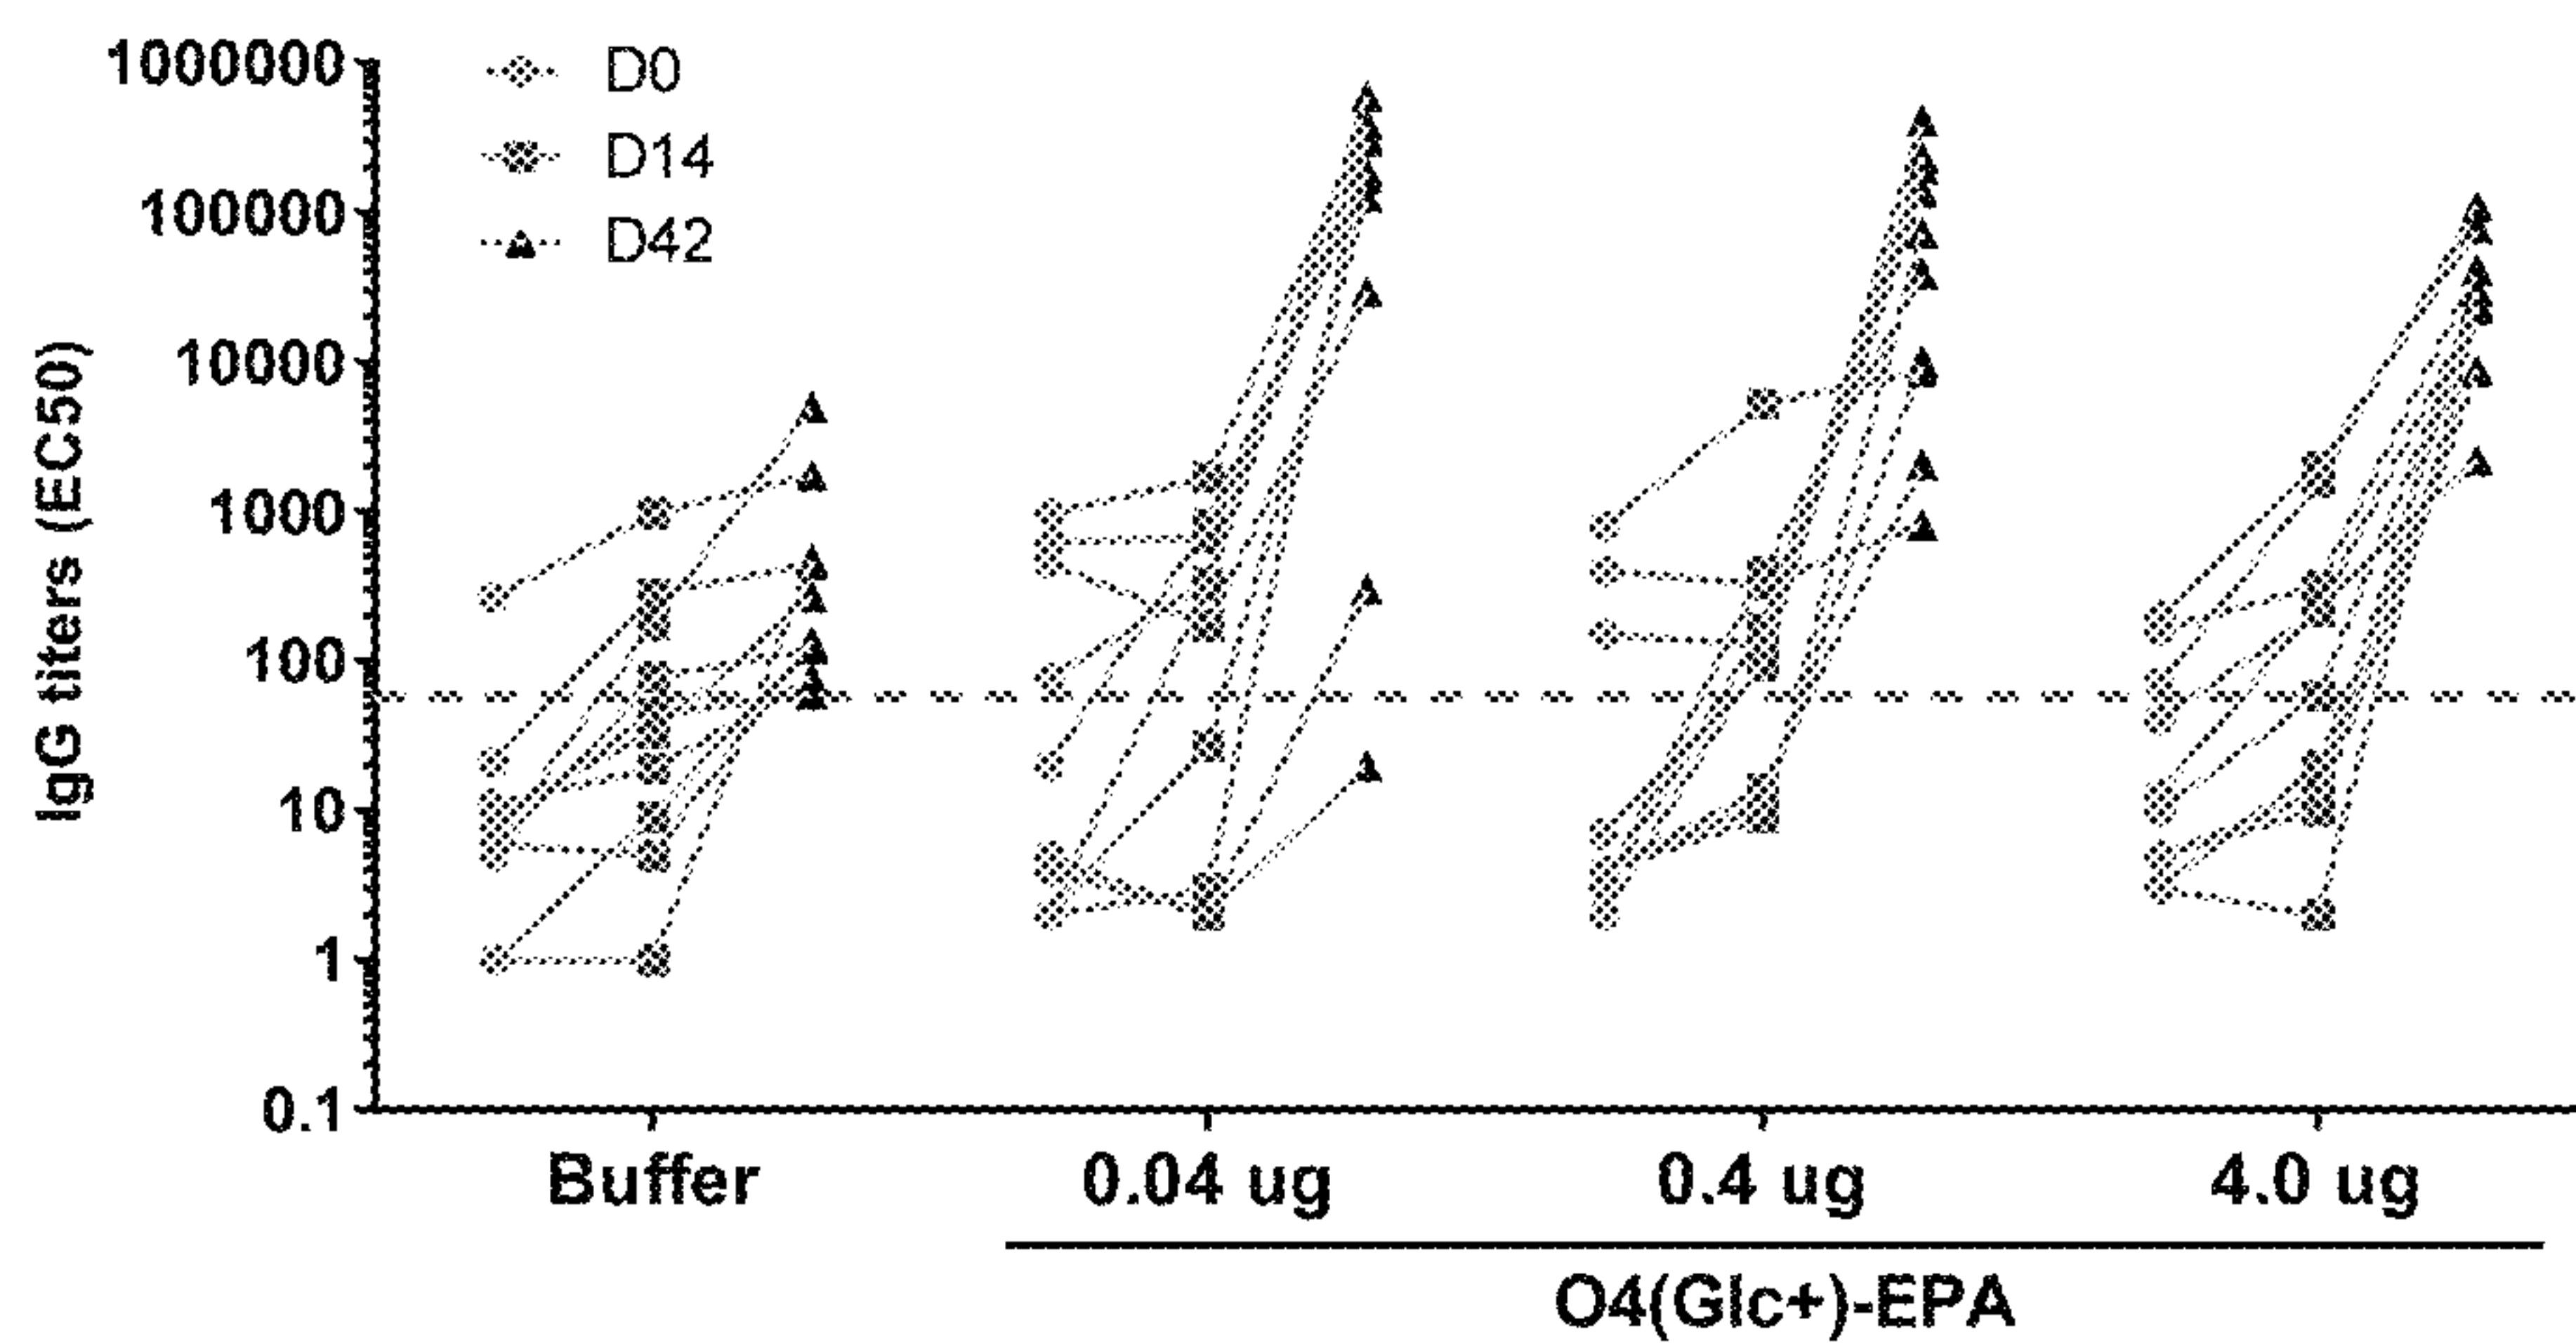 IgG titers (EC50)
1000000
100000
10000
1000
100
10
1
0.1
D0
D14
D42
Buffer
0.04 ug
0.4 ug
4.0 ug
O4(Glc+)-EPA